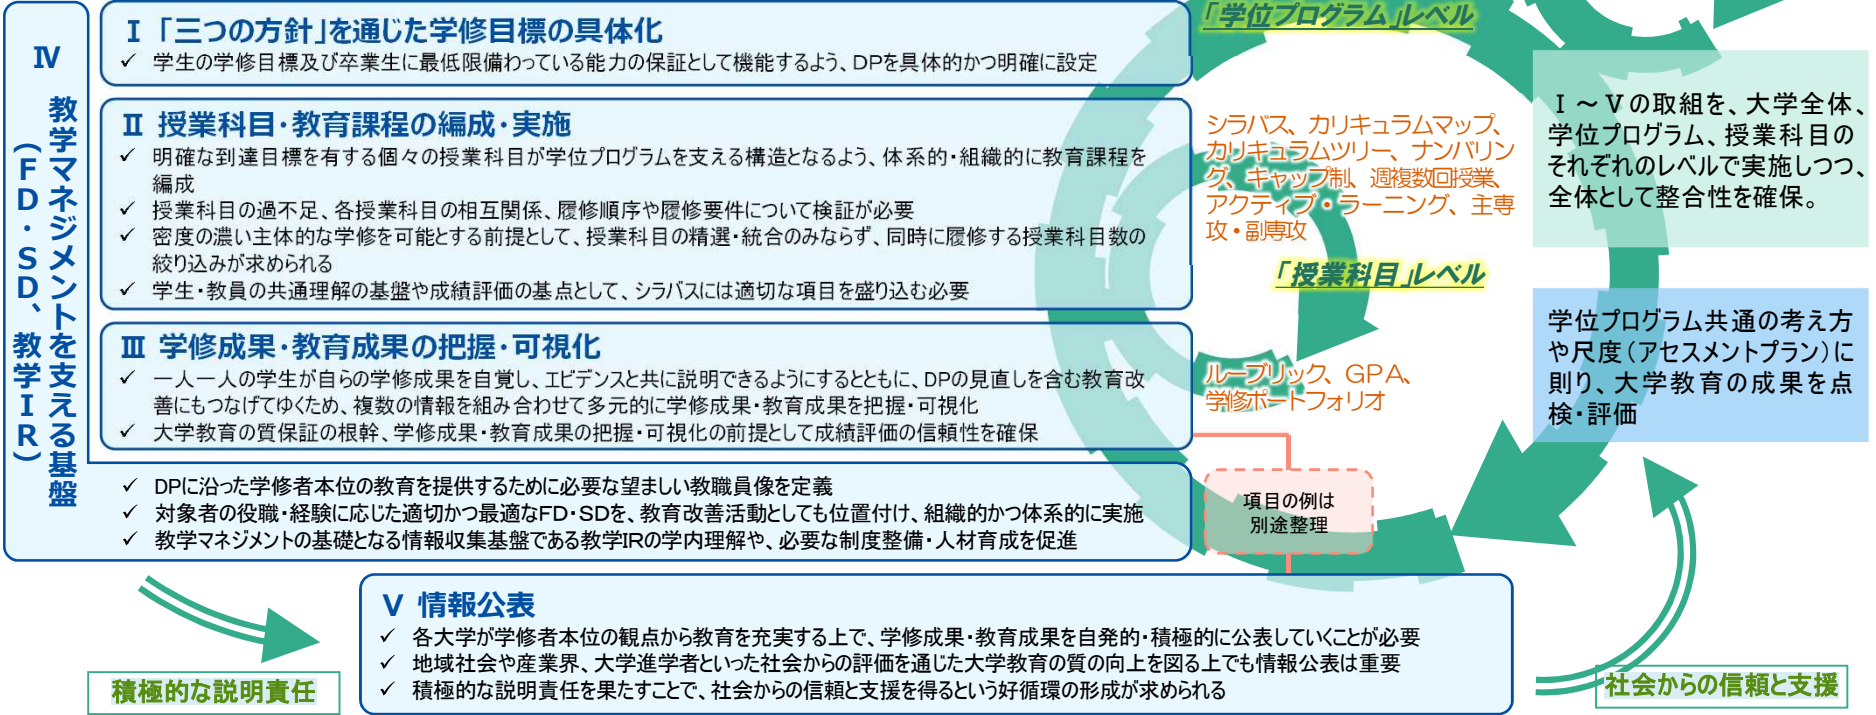 Ⅳ 教学マネジメントを支える基盤
（ＦＤ・ＳＤ、教学ＩＲ）
Ⅰ 「三つの方針」を通じた学修目標の具体化
✓ 学生の学修目標及び卒業生に最低限備わっている能力の保証として機能するよう、DPを具体的かつ明確に設定
Ⅱ 授業科目・教育課程の編成・実施
✓ 明確な到達目標を有する個々の授業科目が学位プログラムを支える構造となるよう、体系的・組織的に教育課程を
編成
✓ 授業科目の過不足、各授業科目の相互関係、履修順序や履修要件について検証が必要
✓ 密度の濃い主体的な学修を可能とする前提として、授業科目の精選・統合のみならず、同時に履修する授業科目数の
絞り込みが求められる
✓ 学生・教員の共通理解の基盤や成績評価の基点として、シラバスには適切な項目を盛り込む必要
Ⅲ 学修成果・教育成果の把握・可視化
✓ 一人一人の学生が自らの学修成果を自覚し、エビデンスと共に説明できるようにするとともに、DPの見直しを含む教育改
善にもつなげてゆくため、複数の情報を組み合わせて多元的に学修成果・教育成果を把握・可視化
✓ 大学教育の質保証の根幹、学修成果・教育成果の把握・可視化の前提として成績評価の信頼性を確保
✓ DPに沿った学修者本位の教育を提供するために必要な望ましい教職員像を定義
✓ 対象者の役職・経験に応じた適切かつ最適なFD・SDを、教育改善活動としても位置付け、組織的かつ体系的に実施
✓ 教学マネジメントの基礎となる情報収集基盤である教学IRの学内理解や、必要な制度整備・人材育成を促進
「学位プログラム」レベル
シラバス、カリキュラムマップ、
カリキュラムツリー、ナンバリン
グ、キャップ制、週複数回授業、
アクティブ・ラーニング、主専
攻・副専攻
「授業科目」レベル
ルーブリック、ＧＰＡ、
学修ポートフォリオ
項目の例は
別途整理
Ⅰ～Ⅴの取組を、大学全体、
学位プログラム、授業科目の
それぞれのレベルで実施しつつ、
全体として整合性を確保。
学位プログラム共通の考え方
や尺度（アセスメントプラン）に
則り、大学教育の成果を点
検・評価
Ⅴ 情報公表
✓ 各大学が学修者本位の観点から教育を充実する上で、学修成果・教育成果を自発的・積極的に公表していくことが必要
✓ 地域社会や産業界、大学進学者といった社会からの評価を通じた大学教育の質の向上を図る上でも情報公表は重要
✓ 積極的な説明責任を果たすことで、社会からの信頼と支援を得るという好循環の形成が求められる
積極的な説明責任
社会からの信頼と支援